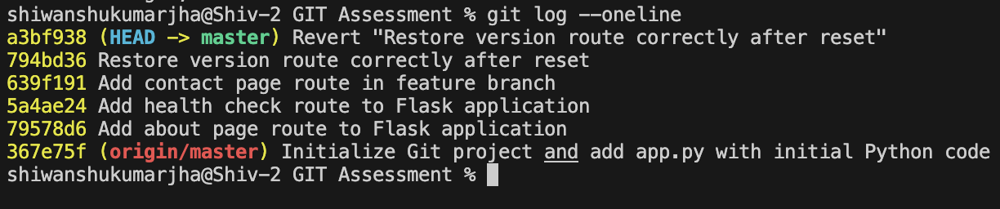 shiwanshukumarjha@Shiv-2 GIT Assessment % git log --oneline
a3bf938 (HEAD -> master) Revert "Restore version route correctly after reset"
794bd36 Restore version route correctly after reset
639f191 Add contact page route in feature branch
5a4ae24 Add health check route to Flask application
79578d6 Add about page route to Flask application
367e75f (origin/master) Initialize Git project and add app.py with initial Python code
shiwanshukumarjha@Shiv-2 GIT Assessment %